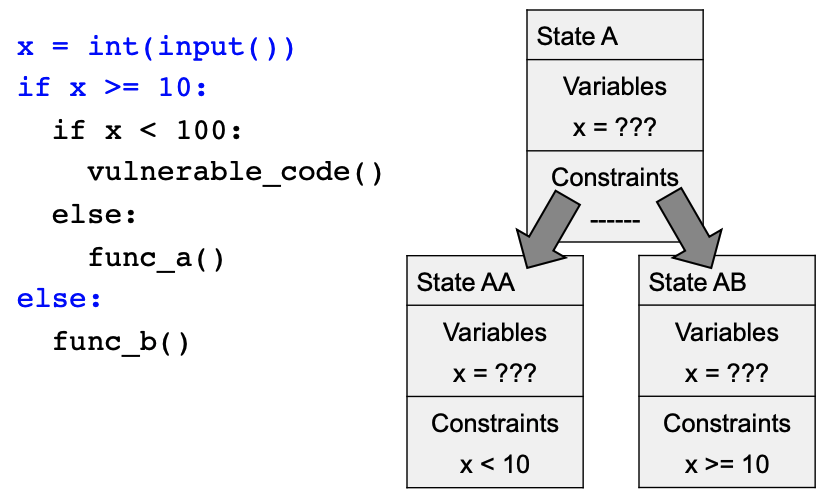 x = int(input())
if x >= 10:
  if x < 100:
    vulnerable_code()
  else:
    func_a()
else:
  func_b()
State A
Variables
x = ???
Constraints
------
State AA
Variables
x = ???
Constraints
x < 10
State AB
Variables
x = ???
Constraints
x >= 10